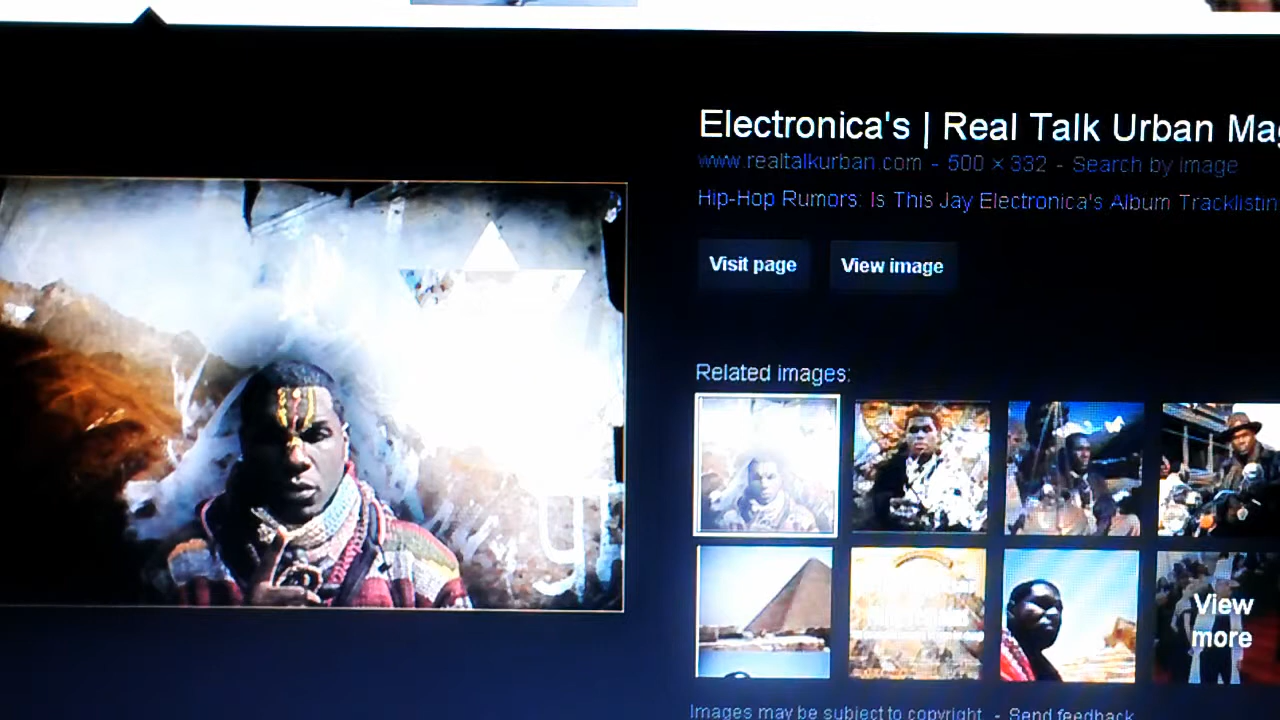 Electronica's | Real Talk Urban Mag
www.realtalkurban.com - 500 × 332 - Search by image
Hip-Hop Rumors: Is This Jay Electronica's Album Tracklistin
Visit page
View image
Related images:
View
more
Images may be subject to copyright. - Send feedback